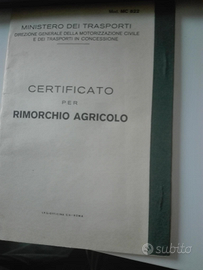 MINISTERO DEI TRASPORTI
DIREZIONE GENERALE DELLA MOTORIZZAZIONE CIVILE
E DEI TRASPORTI IN CONCESSIONE
CERTIFICATO
PER
RIMORCHIO AGRICOLO
subito